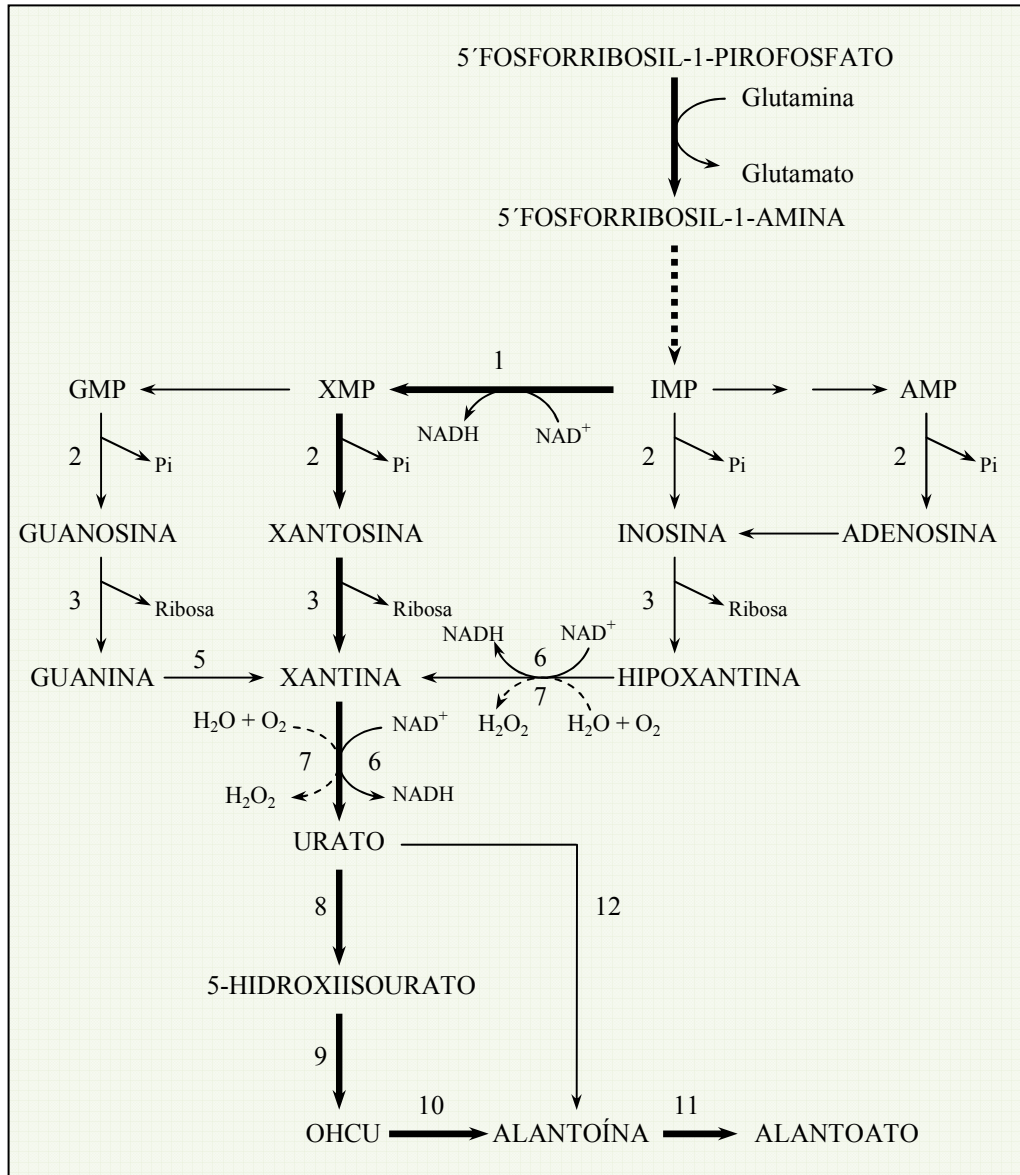 5´FOSFORRIBOSIL-1-PIROFOSFATO
Glutamina
Glutamato
5´FOSFORRIBOSIL-1-AMINA
1
GMP XMP IMP AMP
NADH NAD⁺
2 Pi 2 Pi 2 Pi 2 Pi
GUANOSINA XANTOSINA INOSINA ADENOSINA
3 Ribosa 3 Ribosa 3 Ribosa
NADH NAD⁺
5 6
GUANINA XANTINA HIPOXANTINA
7
H₂O₂ H₂O + O₂
H₂O + O₂ NAD⁺
7 6
H₂O₂ NADH
URATO
8 12
5-HIDROXIISOURATO
9
10 11
OHCU ALANTOÍNA ALANTOATO